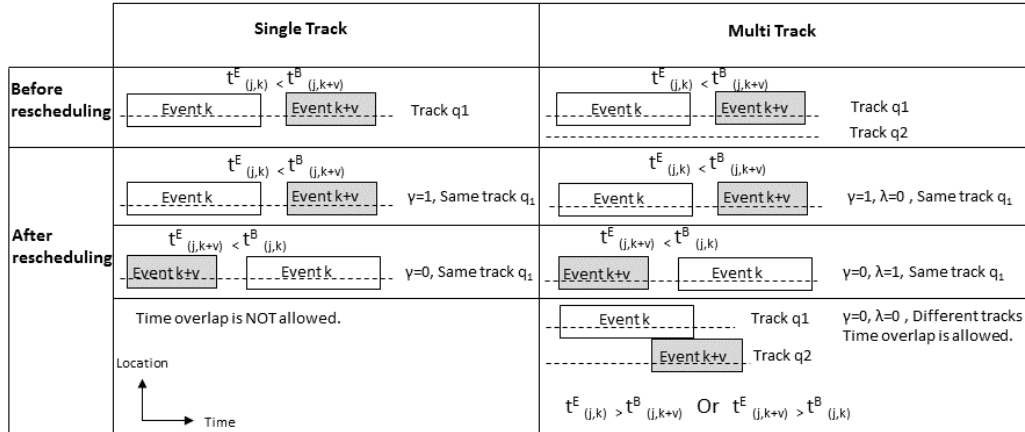 Single Track
Multi Track
Before
rescheduling
t^E (j,k) < t^B (j,k+v)
Event k
Event k+v
Track q1
t^E (j,k) < t^B (j,k+v)
Event k
Event k+v
Track q1
Track q2
After
rescheduling
t^E (j,k) < t^B (j,k+v)
Event k
Event k+v
γ=1, Same track q₁
t^E (j,k) < t^B (j,k+v)
Event k
Event k+v
γ=1, λ=0 , Same track q₁
t^E (j,k+v) < t^B (j,k)
Event k+v
Event k
γ=0, Same track q₁
t^E (j,k+v) < t^B (j,k)
Event k+v
Event k
γ=0, λ=1, Same track q₁
Time overlap is NOT allowed.
Location
Time
Event k
Track q1
Event k+v
Track q2
γ=0, λ=0 , Different tracks
Time overlap is allowed.
t^E (j,k) > t^B (j,k+v) Or t^E (j,k+v) > t^B (j,k)